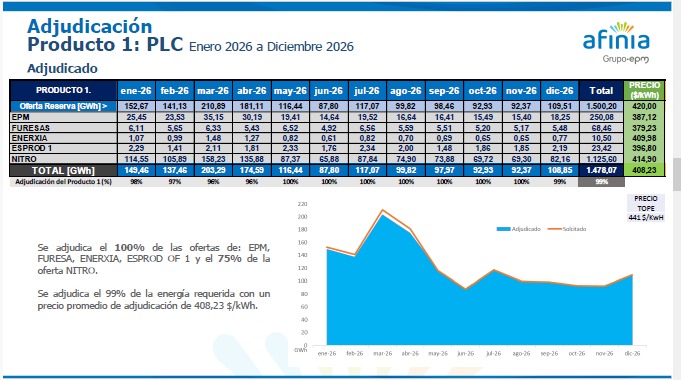 Adjudicación
Producto 1: PLC Enero 2026 a Diciembre 2026
Adjudicado
afinia
Grupo-epm
PRODUCTO 1. ene-26 feb-26 mar-26 abr-26 may-26 jun-26 jul-26 ago-26 sep-26 oct-26 nov-26 dic-26 Total PRECIO ($/kWh)
Oferta Reserva [GWh] > 152,67 141,13 210,89 181,11 116,44 87,80 117,07 99,82 98,46 92,93 92,37 109,51 1.500,20 420,00
EPM 25,45 23,53 35,15 30,19 19,41 14,64 19,52 16,64 16,41 15,49 15,40 18,25 250,08 387,12
FURESAS 6,11 5,65 6,33 5,43 6,52 4,92 6,56 5,59 5,51 5,20 5,17 5,48 68,46 379,23
ENERXIA 1,07 0,99 1,48 1,27 0,82 0,61 0,82 0,70 0,69 0,65 0,65 0,77 10,50 409,98
ESPROD 1 2,29 1,41 2,11 1,81 2,33 1,76 2,34 2,00 1,48 1,86 1,85 2,19 23,42 396,80
NITRO 114,55 105,89 158,23 135,88 87,37 65,88 87,84 74,90 73,88 69,72 69,30 82,16 1.125,60 414,90
TOTAL [GWh] 149,46 137,46 203,29 174,59 116,44 87,80 117,07 99,82 97,97 92,93 92,37 108,85 1.478,07 408,23
Adjudicación del Producto 1 (%) 98% 97% 96% 96% 100% 100% 100% 100% 99% 100% 100% 99% 99%
PRECIO
TOPE
441 $/KwH
Se adjudica el 100% de las ofertas de: EPM,
FURESA, ENERXIA, ESPROD OF 1 y el 75% de la
oferta NITRO.
Se adjudica el 99% de la energía requerida con un
precio promedio de adjudicación de 408,23 $/kWh.
Adjudicado Solicitado
220
200
180
160
140
120
100
80
60
40
20
0
GWh
ene-26 feb-26 mar-26 abr-26 may-26 jun-26 jul-26 ago-26 sep-26 oct-26 nov-26 dic-26